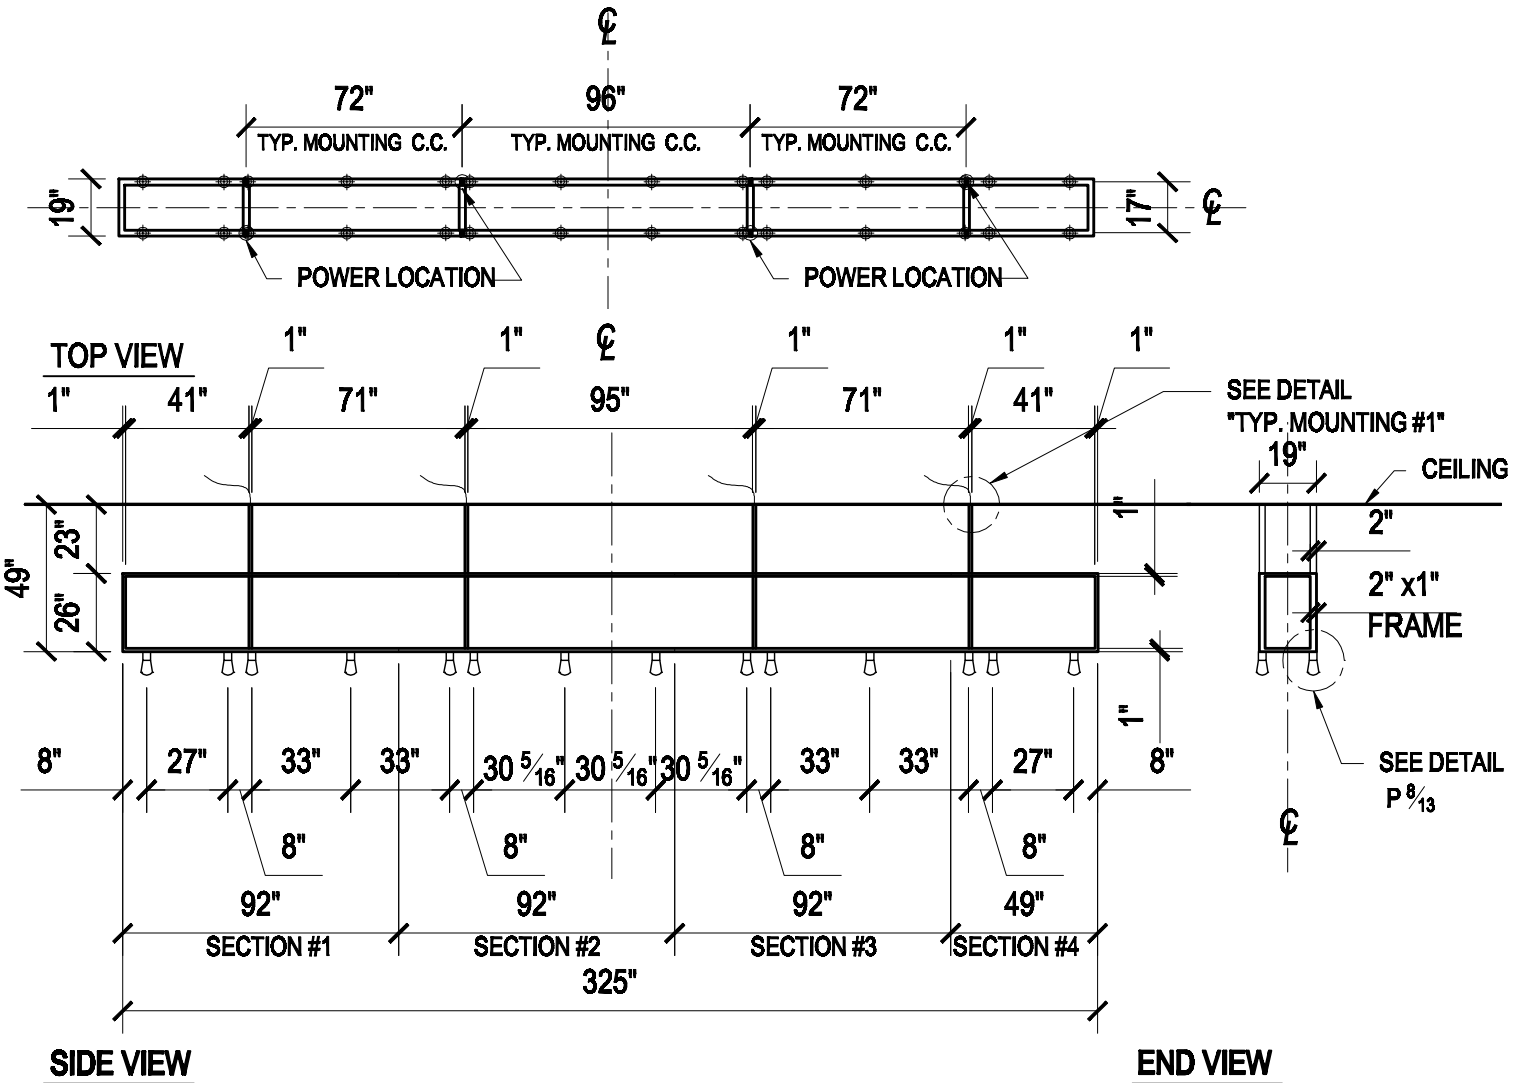 ℄
72" 96" 72"
TYP. MOUNTING C.C. TYP. MOUNTING C.C. TYP. MOUNTING C.C.
19" 17" ℄
POWER LOCATION POWER LOCATION
℄
TOP VIEW
1" 1" 1" 1" 1"
1" 41" 71" 95" 71" 41"
SEE DETAIL
"TYP. MOUNTING #1"
19"
CEILING
49" 23" 26"
1"
2"
2" x1"
FRAME
1"
8" 27" 33" 33" 30 5/16" 30 5/16" 30 5/16" 33" 33" 27" 8"
SEE DETAIL
P 8/13
℄
8" 8" 8" 8"
92" 92" 92" 49"
SECTION #1 SECTION #2 SECTION #3 SECTION #4
325"
SIDE VIEW END VIEW